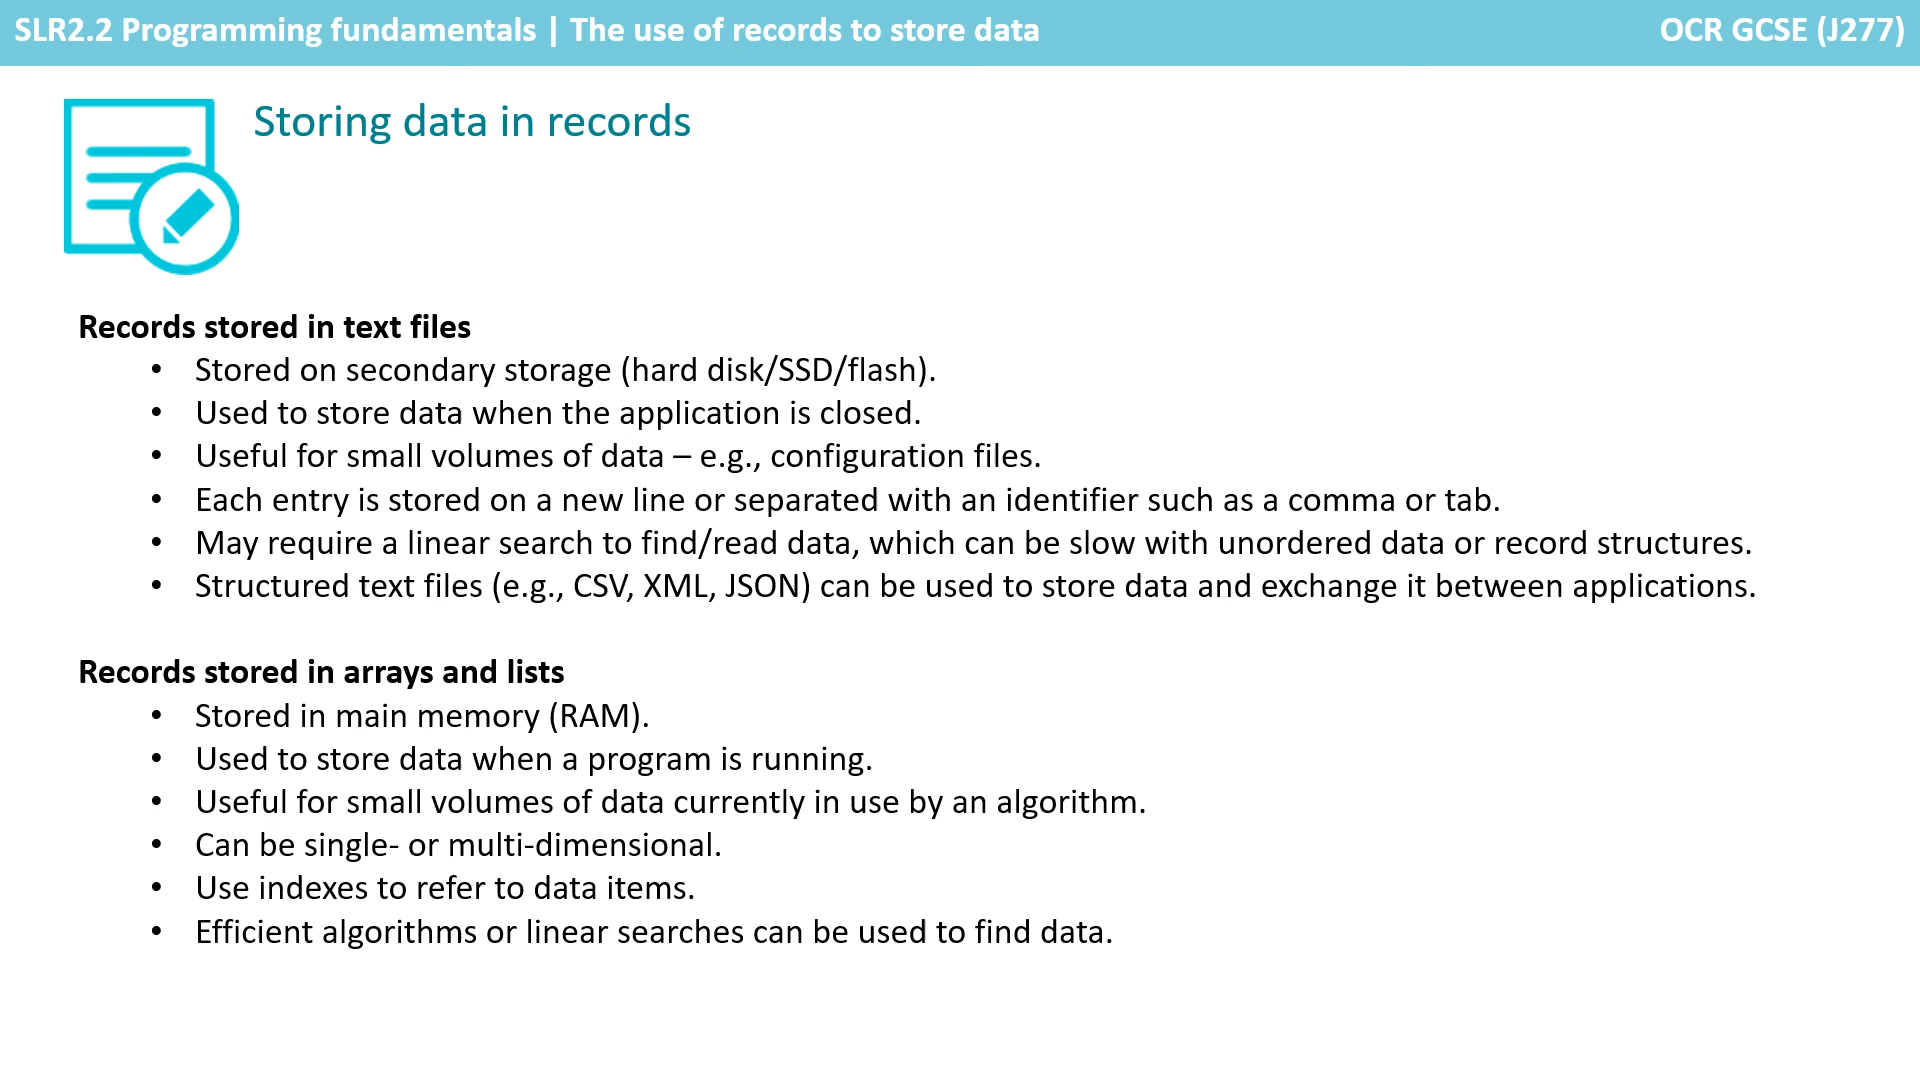 SLR2.2 Programming fundamentals | The use of records to store data
OCR GCSE (J277)
Storing data in records
Records stored in text files
• Stored on secondary storage (hard disk/SSD/flash).
• Used to store data when the application is closed.
• Useful for small volumes of data – e.g., configuration files.
• Each entry is stored on a new line or separated with an identifier such as a comma or tab.
• May require a linear search to find/read data, which can be slow with unordered data or record structures.
• Structured text files (e.g., CSV, XML, JSON) can be used to store data and exchange it between applications.
Records stored in arrays and lists
• Stored in main memory (RAM).
• Used to store data when a program is running.
• Useful for small volumes of data currently in use by an algorithm.
• Can be single- or multi-dimensional.
• Use indexes to refer to data items.
• Efficient algorithms or linear searches can be used to find data.